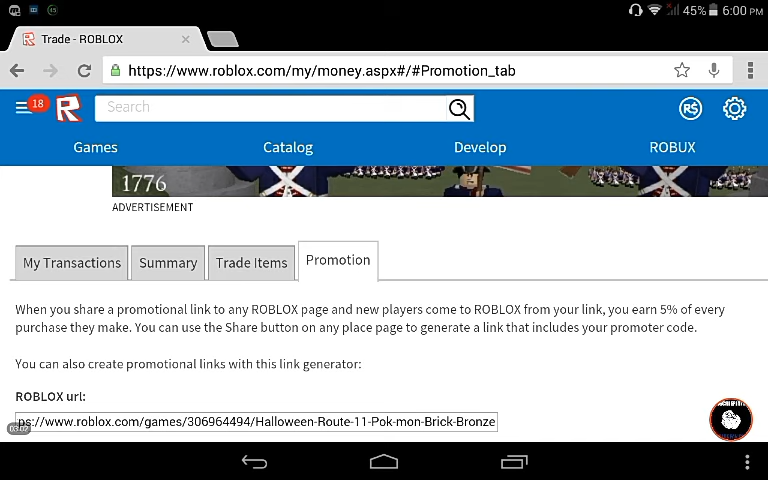 45% 6:00 PM
Trade - ROBLOX
https://www.roblox.com/my/money.aspx#/#Promotion_tab
18
R
Search
R$
Games
Catalog
Develop
ROBUX
1776
ADVERTISEMENT
My Transactions
Summary
Trade Items
Promotion
When you share a promotional link to any ROBLOX page and new players come to ROBLOX from your link, you earn 5% of every
purchase they make. You can use the Share button on any place page to generate a link that includes your promoter code.
You can also create promotional links with this link generator:
ROBLOX url:
ps://www.roblox.com/games/306964494/Halloween-Route-11-Pok-mon-Brick-Bronze
03:02